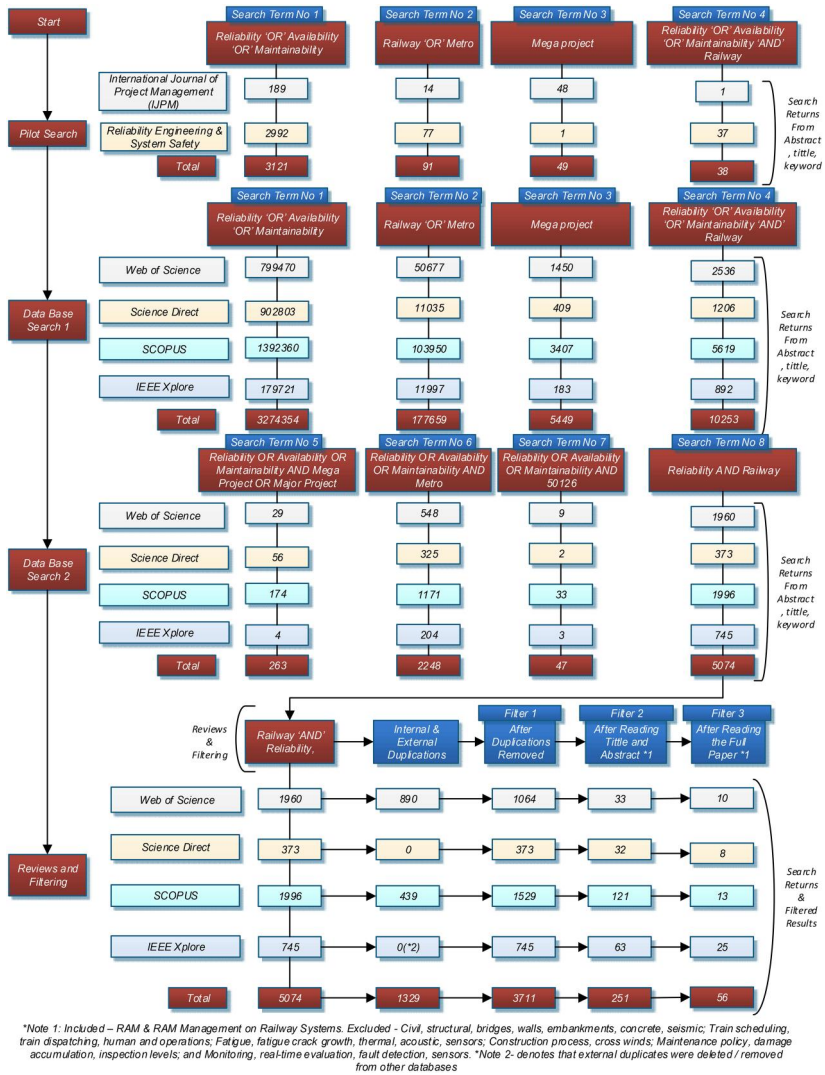 Start
Search Term No 1
Search Term No 2
Search Term No 3
Search Term No 4
Reliability ‘OR’ Availability
‘OR’ Maintainability
Railway ‘OR’ Metro
Mega project
Reliability ‘OR’ Availability
‘OR’ Maintainability ‘AND’
Railway
Pilot Search
International Journal of
Project Management
(IJPM)
189
14
48
1
Reliability Engineering &
System Safety
2992
77
1
37
Total
3121
91
49
38
Search
Returns
From
Abstract
, tittle,
keyword
Search Term No 1
Search Term No 2
Search Term No 3
Search Term No 4
Reliability ‘OR’ Availability
‘OR’ Maintainability
Railway ‘OR’ Metro
Mega project
Reliability ‘OR’ Availability
‘OR’ Maintainability ‘AND’
Railway
Data Base
Search 1
Web of Science
799470
50677
1450
2536
Science Direct
902803
11035
409
1206
SCOPUS
1392360
103950
3407
5619
IEEE Xplore
179721
11997
183
892
Total
3274354
177659
5449
10253
Search
Returns
From
Abstract
, tittle,
keyword
Search Term No 5
Search Term No 6
Search Term No 7
Search Term No 8
Reliability OR Availability OR
Maintainability AND Mega
Project OR Major Project
Reliability OR Availability
OR Maintainability AND
Metro
Reliability OR Availability
OR Maintainability AND
50126
Reliability AND Railway
Data Base
Search 2
Web of Science
29
548
9
1960
Science Direct
56
325
2
373
SCOPUS
174
1171
33
1996
IEEE Xplore
4
204
3
745
Total
263
2248
47
5074
Search
Returns
From
Abstract
, tittle,
keyword
Reviews
&
Filtering
Railway ‘AND’
Reliability,
Internal &
External
Duplications
Filter 1
After
Duplications
Removed
Filter 2
After Reading
Tittle and
Abstract *1
Filter 3
After Reading
the Full
Paper *1
Reviews and
Filtering
Web of Science
1960
890
1064
33
10
Science Direct
373
0
373
32
8
SCOPUS
1996
439
1529
121
13
IEEE Xplore
745
0(*2)
745
63
25
Total
5074
1329
3711
251
56
Search
Returns
&
Filtered
Results
*Note 1: Included – RAM & RAM Management on Railway Systems. Excluded - Civil, structural, bridges, walls, embankments, concrete, seismic; Train scheduling,
train dispatching, human and operations; Fatigue, fatigue crack growth, thermal, acoustic, sensors; Construction process, cross winds; Maintenance policy, damage
accumulation, inspection levels; and Monitoring, real-time evaluation, fault detection, sensors. *Note 2- denotes that external duplicates were deleted / removed
from other databases